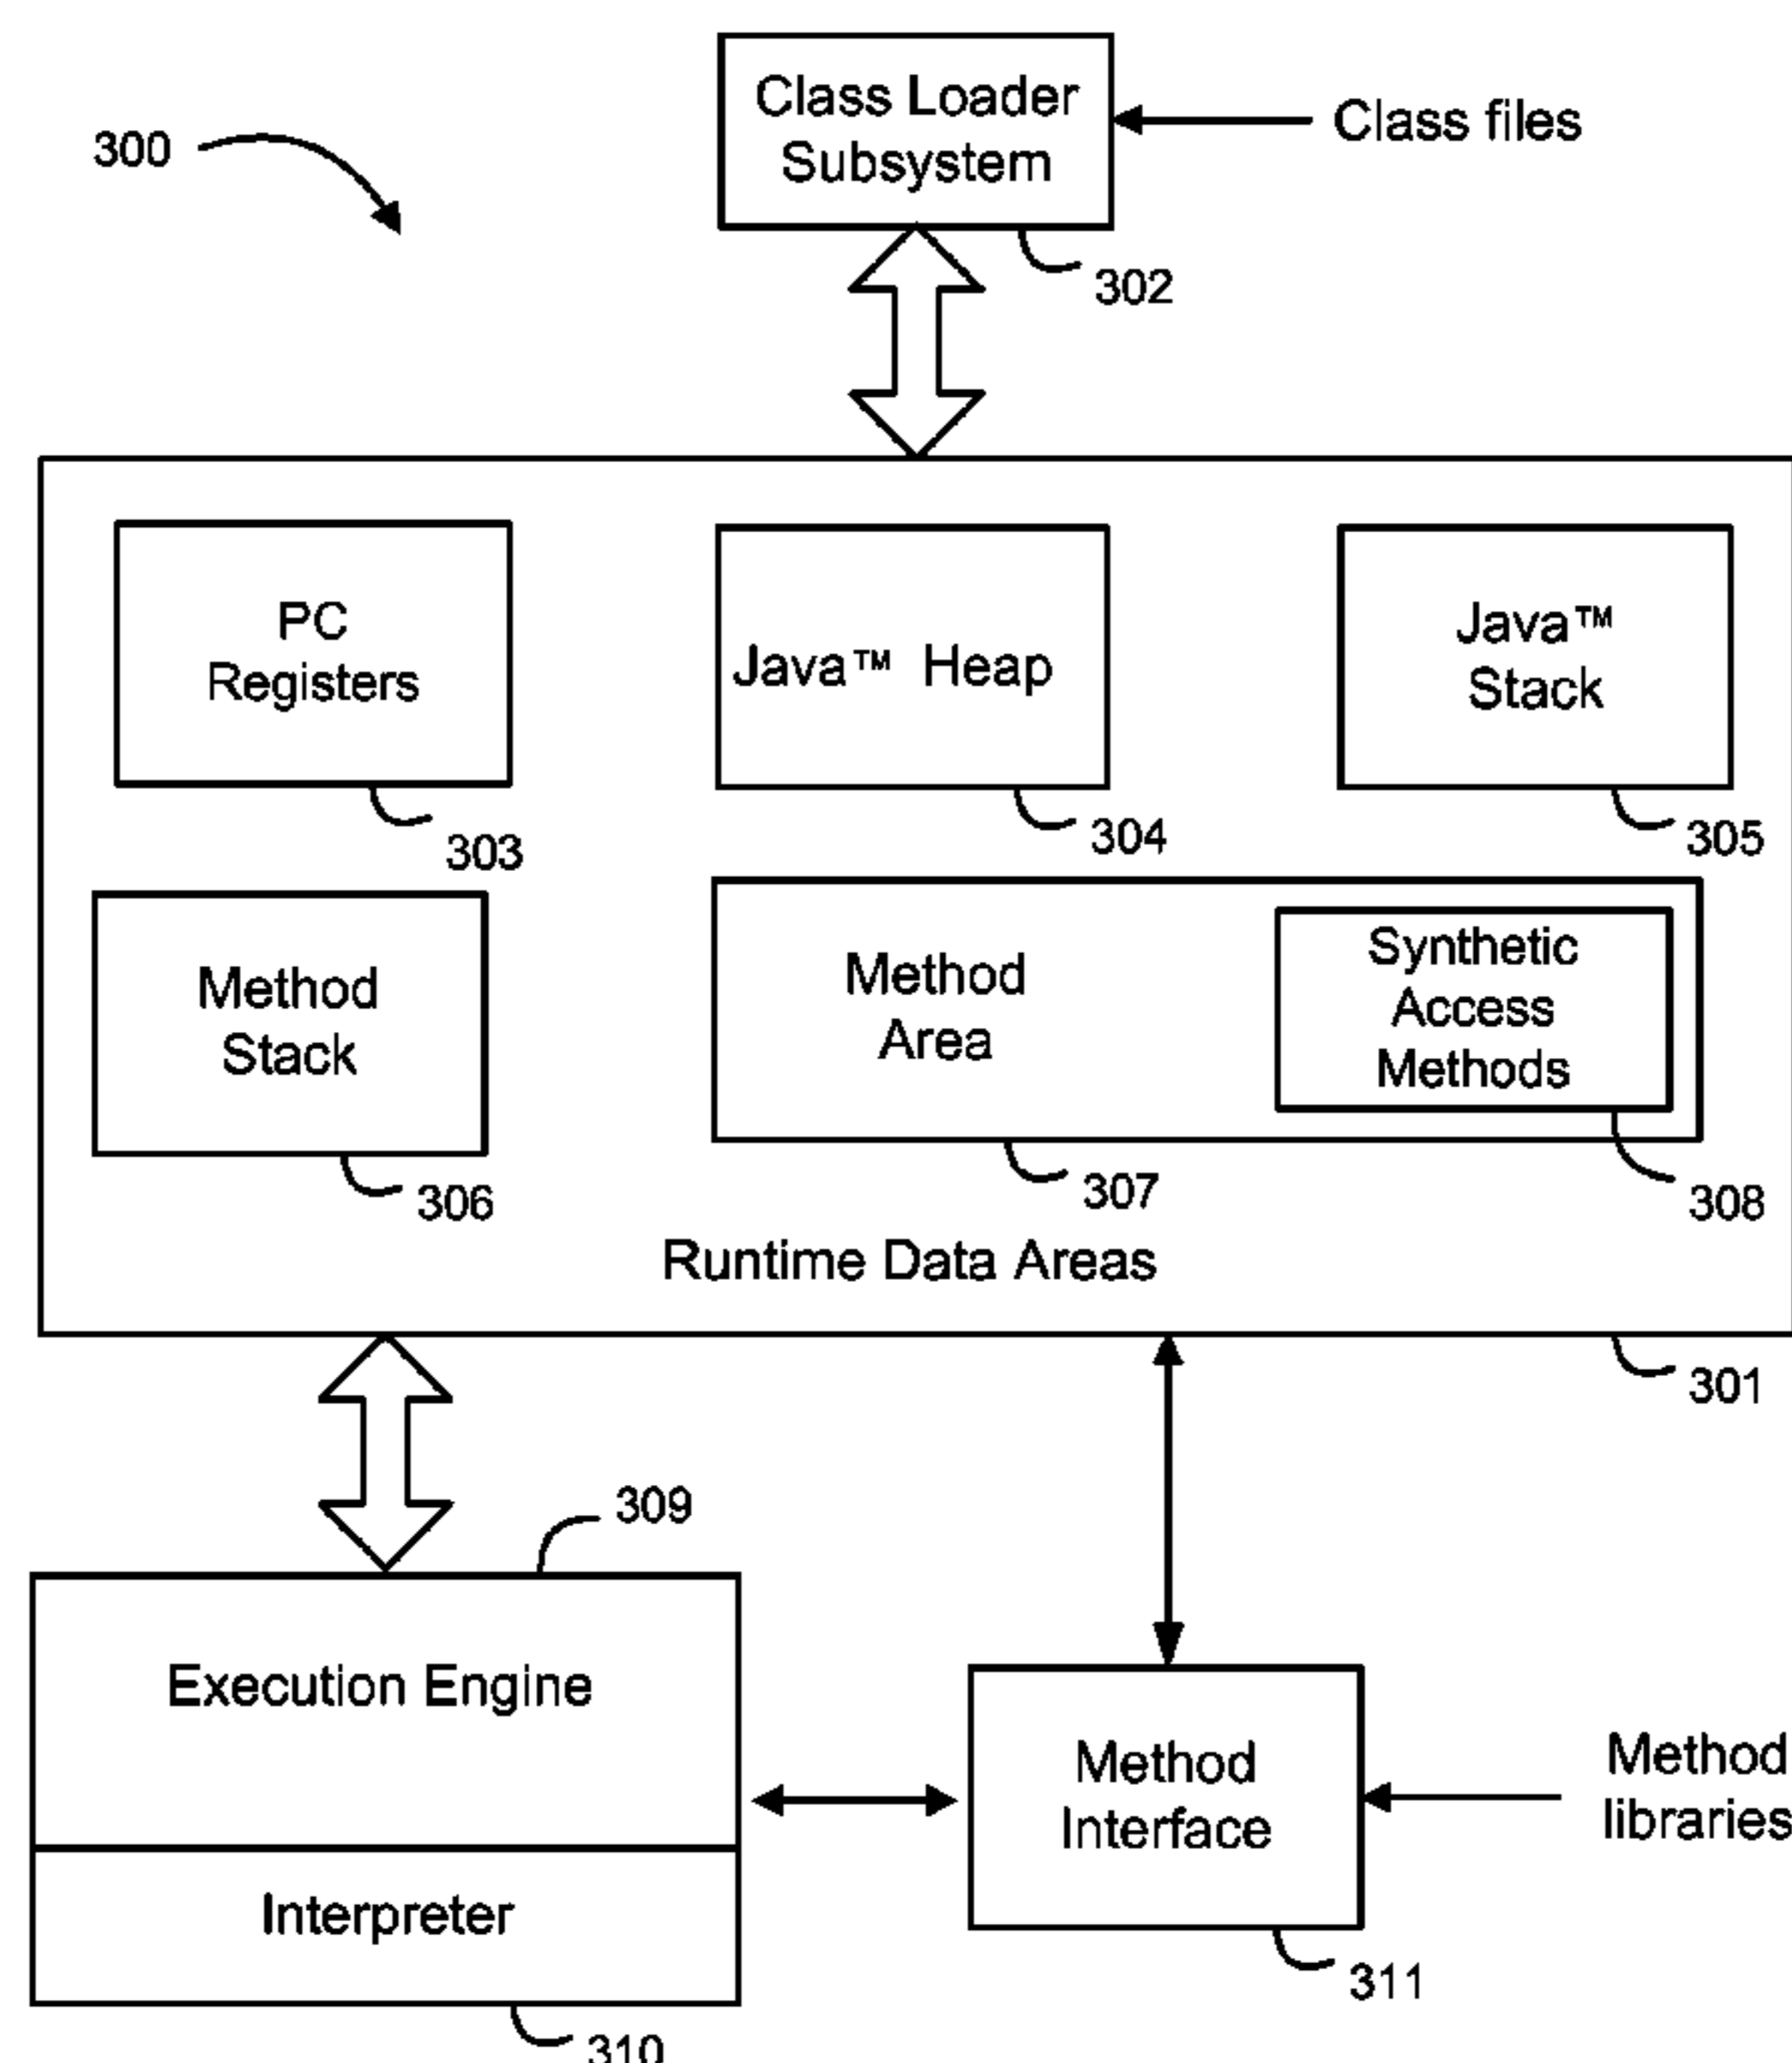 Class Loader
Subsystem
Class files
300
302
PC
Registers
Java™ Heap
Java™
Stack
303
304
305
Method
Stack
Method
Area
Synthetic
Access
Methods
306
307
308
Runtime Data Areas
301
309
Execution Engine
Method
Interface
Method
libraries
Interpreter
311
310